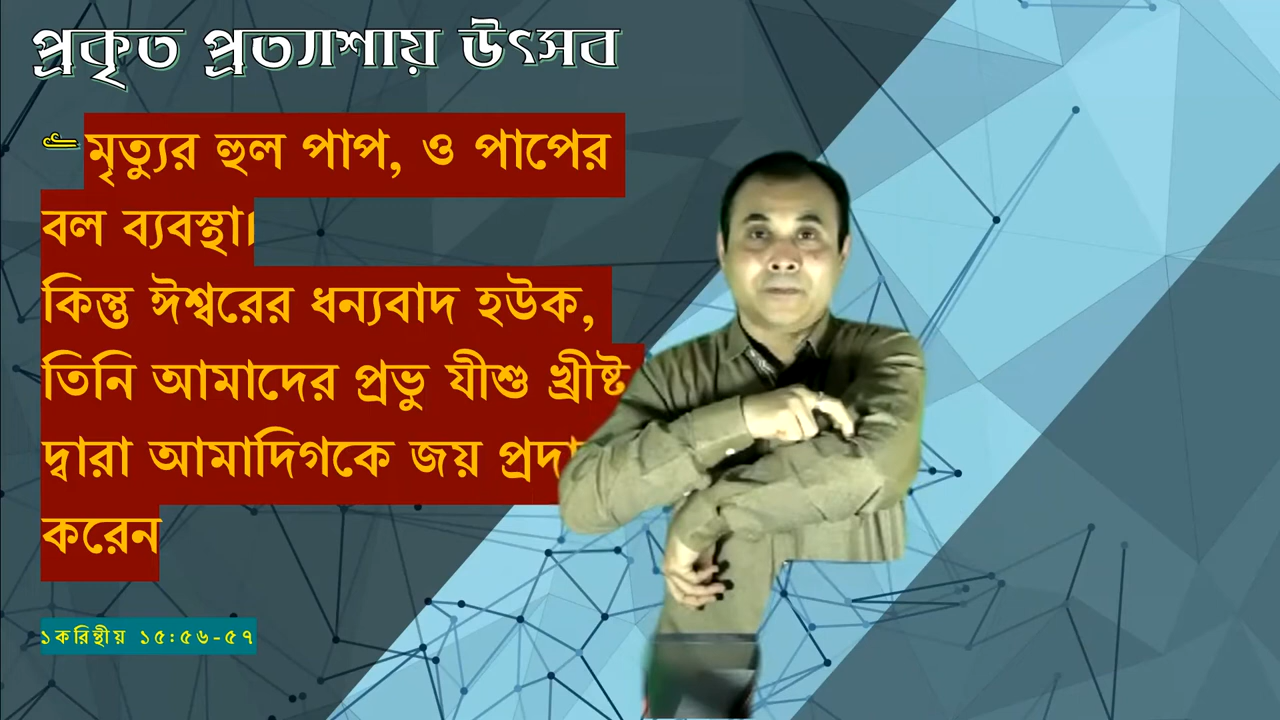 প্রকৃত প্রত্যাশায় উৎসব
মৃত্যুর হুল পাপ, ও পাপের
বল ব্যবস্থা।
কিন্তু ঈশ্বরের ধন্যবাদ হউক,
তিনি আমাদের প্রভু যীশু খ্রীষ্ট
দ্বারা আমাদিগকে জয়
করেন
১করিন্থীয় ১৫:৫৬-৫৭